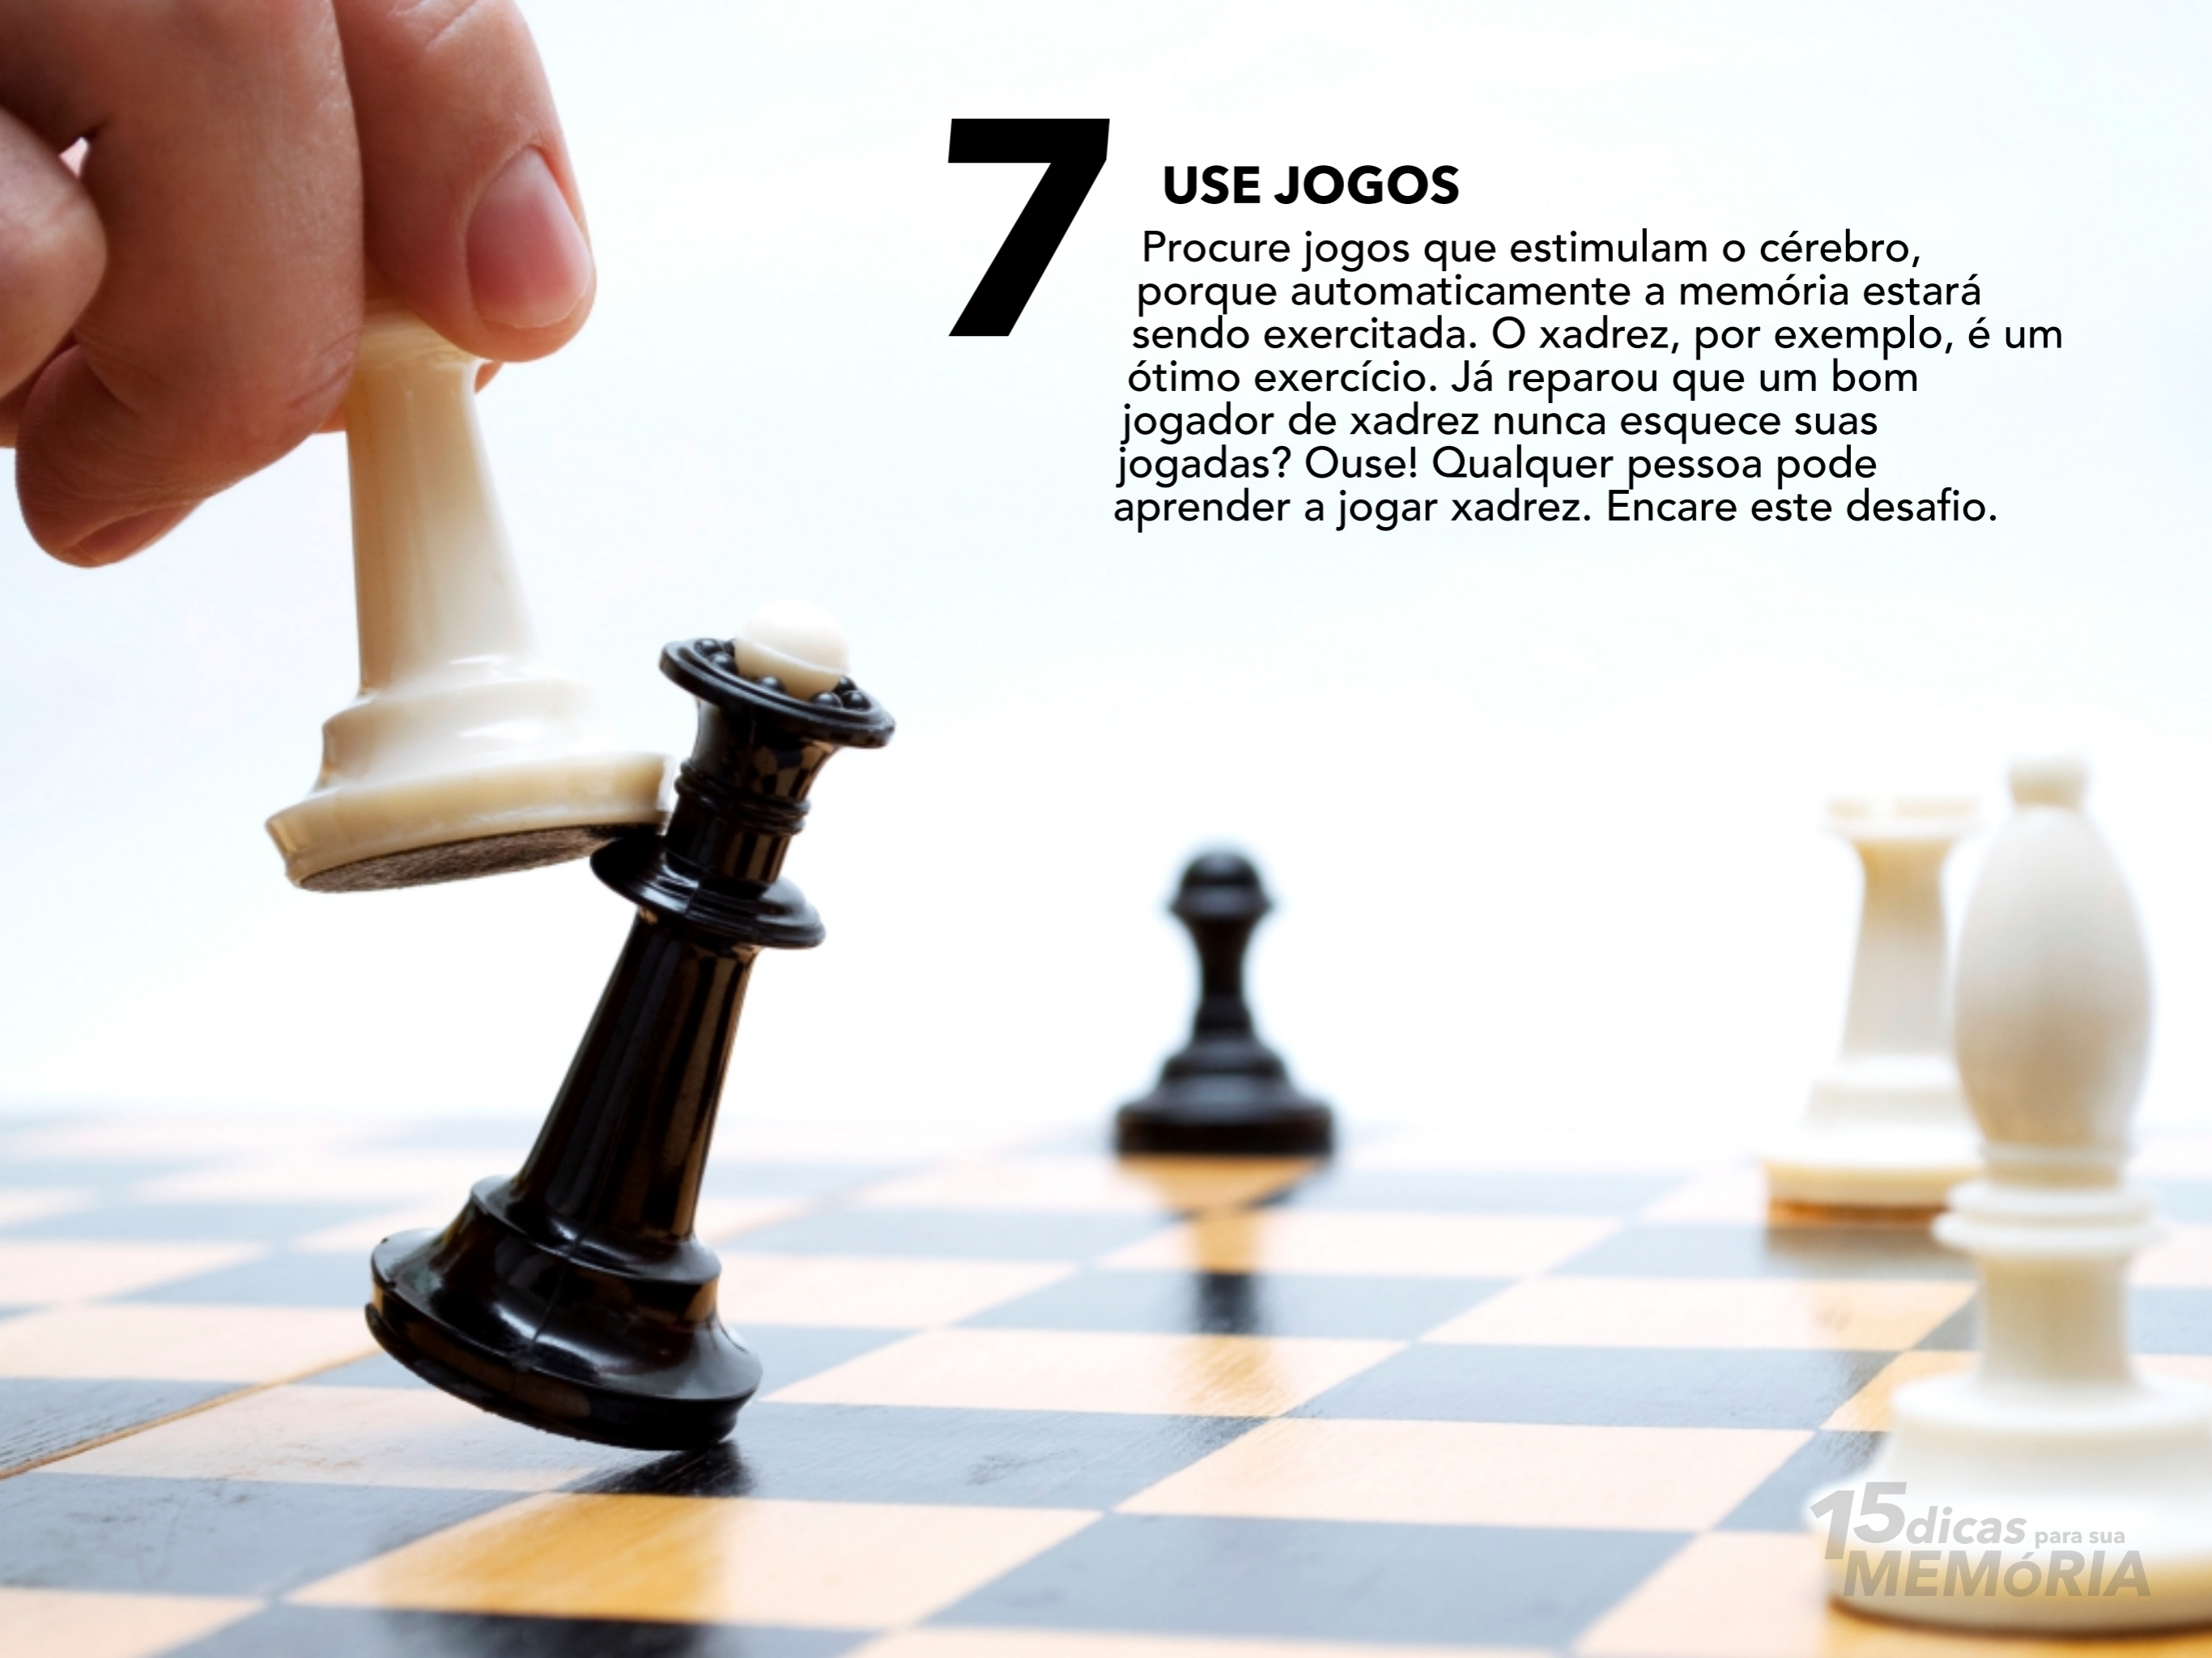 7
USE JOGOS
Procure jogos que estimulam o cérebro,
porque automaticamente a memória estará
sendo exercitada. O xadrez, por exemplo, é um
ótimo exercício. Já reparou que um bom
jogador de xadrez nunca esquece suas
jogadas? Ouse! Qualquer pessoa pode
aprender a jogar xadrez. Encare este desafio.
15 dicas para sua
MEMóRIA